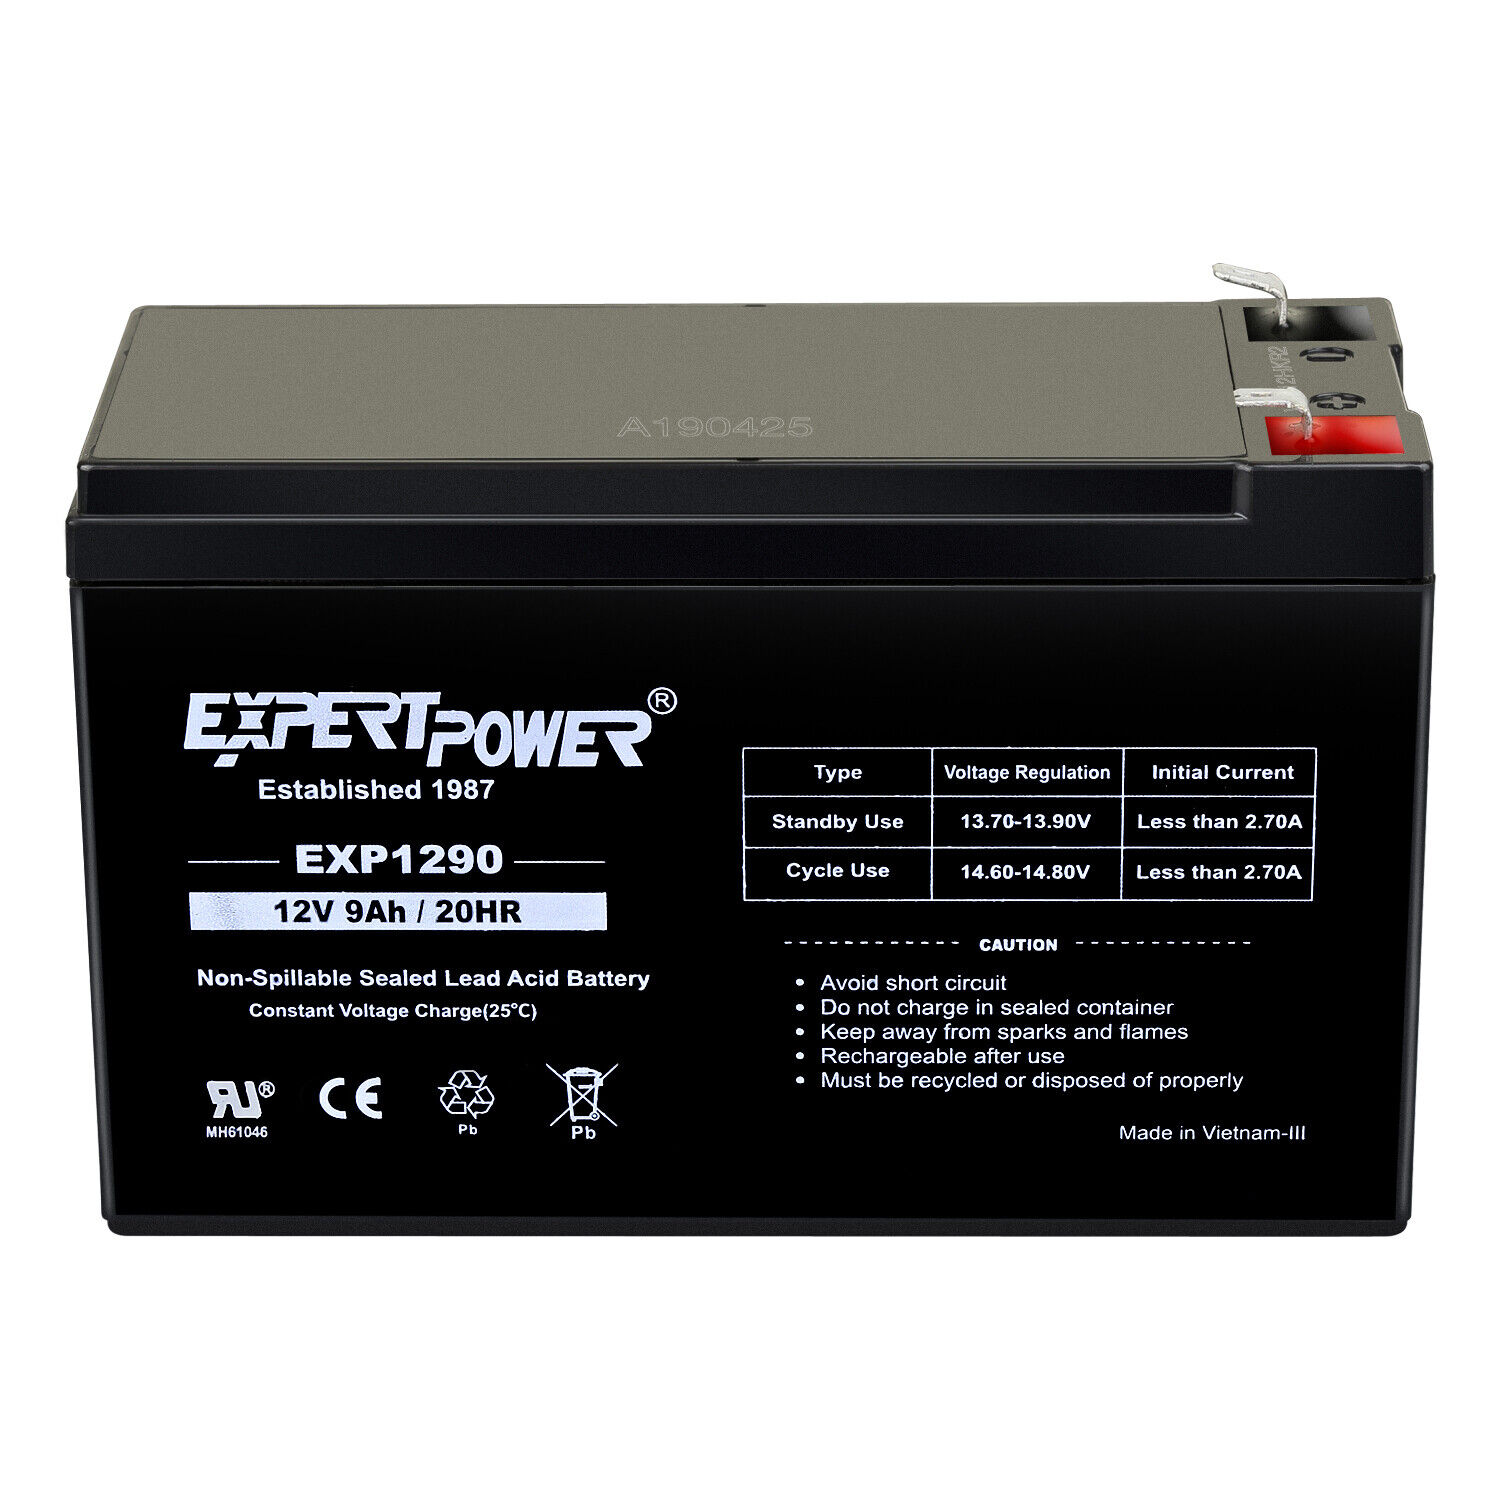 A190425
12HKR2
EXPERTPOWER®
Established 1987
EXP1290
12V 9Ah / 20HR
Non-Spillable Sealed Lead Acid Battery
Constant Voltage Charge(25℃)
MH61046
CE
Pb
Pb
Type Voltage Regulation Initial Current
Standby Use 13.70-13.90V Less than 2.70A
Cycle Use 14.60-14.80V Less than 2.70A
CAUTION
• Avoid short circuit
• Do not charge in sealed container
• Keep away from sparks and flames
• Rechargeable after use
• Must be recycled or disposed of properly
Made in Vietnam-III